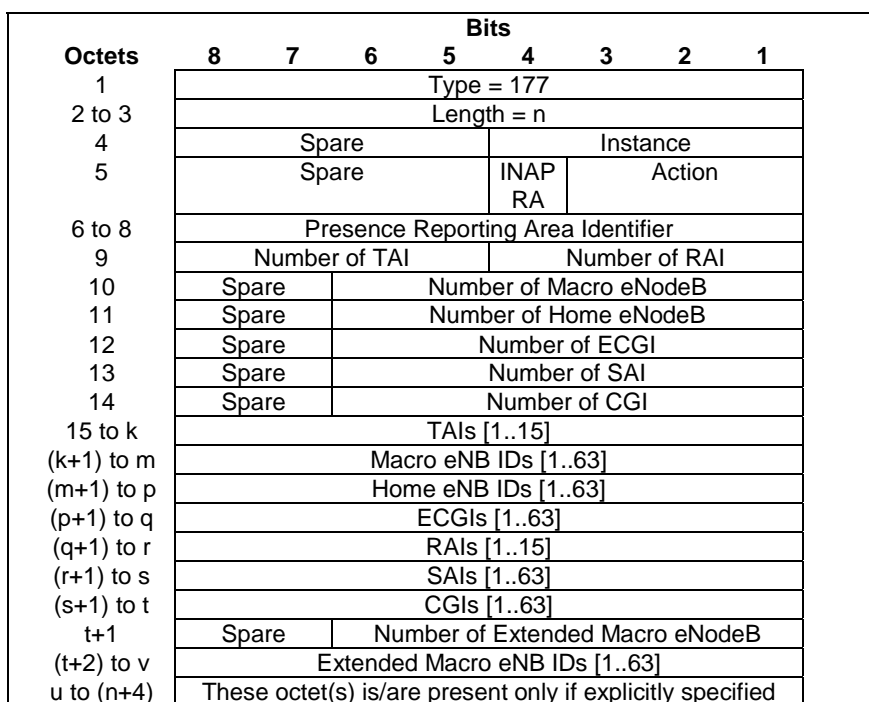 Bits
Octets 8 7 6 5 4 3 2 1
1 Type = 177
2 to 3 Length = n
4 Spare Instance
5 Spare INAP Action
RA
6 to 8 Presence Reporting Area Identifier
9 Number of TAI Number of RAI
10 Spare Number of Macro eNodeB
11 Spare Number of Home eNodeB
12 Spare Number of ECGI
13 Spare Number of SAI
14 Spare Number of CGI
15 to k TAIs [1..15]
(k+1) to m Macro eNB IDs [1..63]
(m+1) to p Home eNB IDs [1..63]
(p+1) to q ECGIs [1..63]
(q+1) to r RAIs [1..15]
(r+1) to s SAIs [1..63]
(s+1) to t CGIs [1..63]
t+1 Spare Number of Extended Macro eNodeB
(t+2) to v Extended Macro eNB IDs [1..63]
u to (n+4) These octet(s) is/are present only if explicitly specified